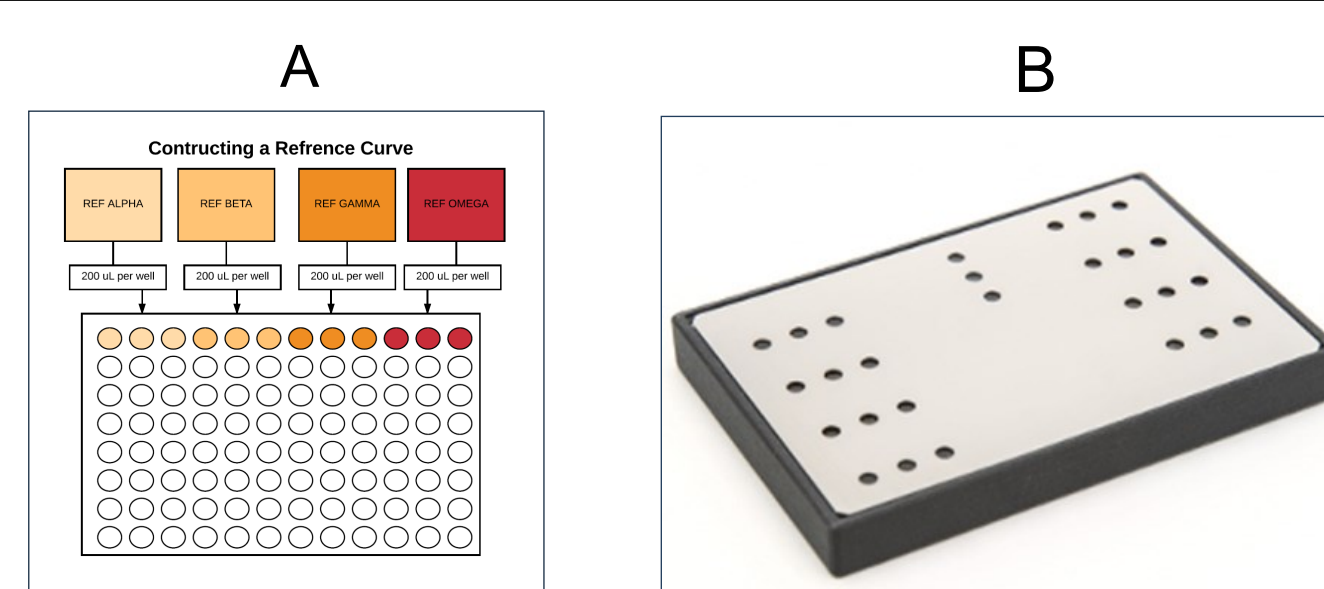 A
B
Contructing a Refrence Curve
REF ALPHA
REF BETA
REF GAMMA
REF OMEGA
200 uL per well
200 uL per well
200 uL per well
200 uL per well